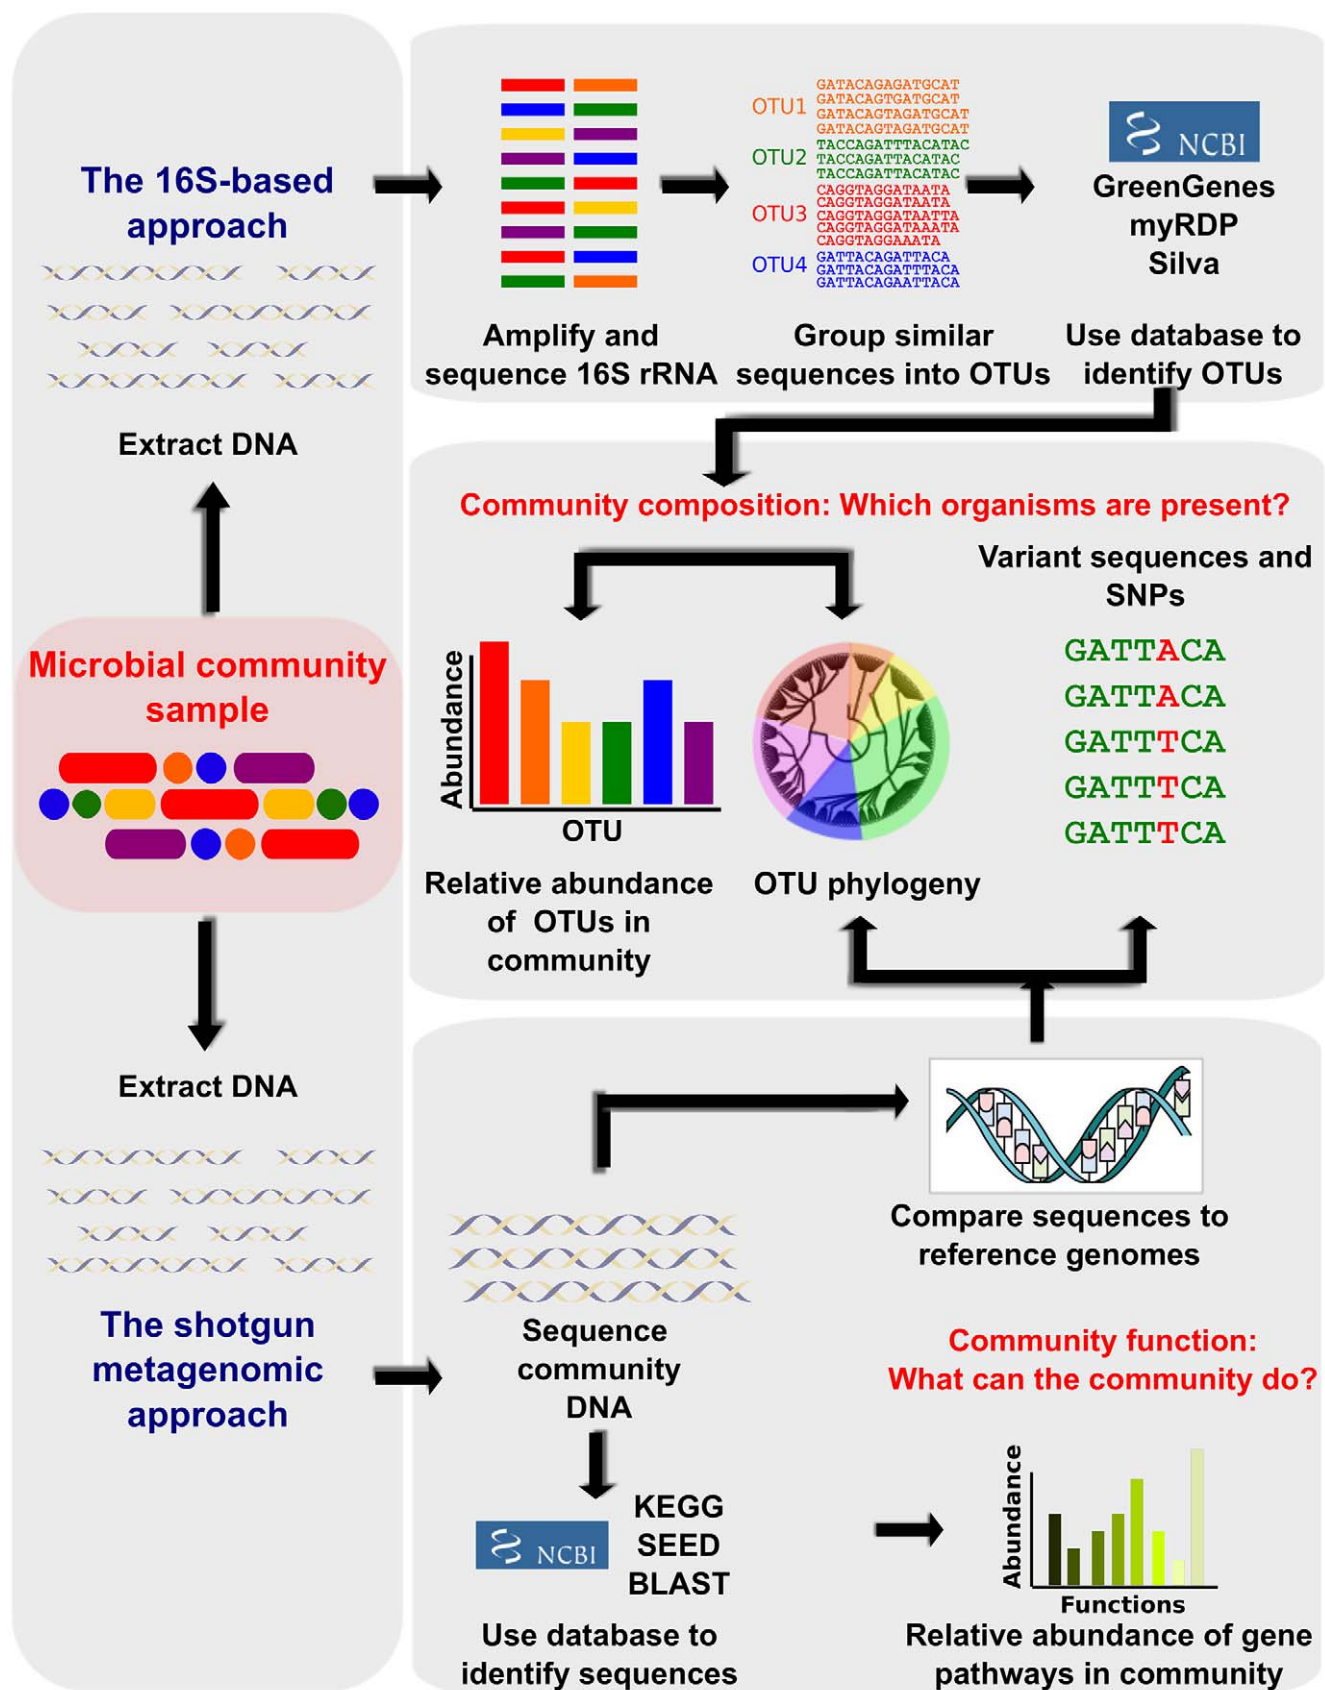 The 16S-based
approach
Extract DNA
Microbial community
sample
Extract DNA
The shotgun
metagenomic
approach
Amplify and
sequence 16S rRNA
OTU1
GATACAGAGATGCAT
GATACAGTGATGCAT
GATACAGTAGATGCAT
GATACAGTAGATGCAT
OTU2
TACCAGATTTACATAC
TACCAGATTACATAC
TACCAGATTACATAC
OTU3
CAGGTAGGATAATA
CAGGTAGGATAATA
CAGGTAGGATAATTA
CAGGTAGGATAAATA
CAGGTAGGAAATA
OTU4
GATTACAGATTACA
GATTACAGATTTACA
GATTACAGAATTACA
Group similar
sequences into OTUs
NCBI
GreenGenes
myRDP
Silva
Use database to
identify OTUs
Community composition: Which organisms are present?
Abundance
OTU
Relative abundance
of OTUs in
community
OTU phylogeny
Variant sequences and
SNPs
GATTACA
GATTACA
GATTTCA
GATTTCA
GATTTCA
Compare sequences to
reference genomes
Sequence
community
DNA
NCBI
KEGG
SEED
BLAST
Use database to
identify sequences
Community function:
What can the community do?
Abundance
Functions
Relative abundance of gene
pathways in community